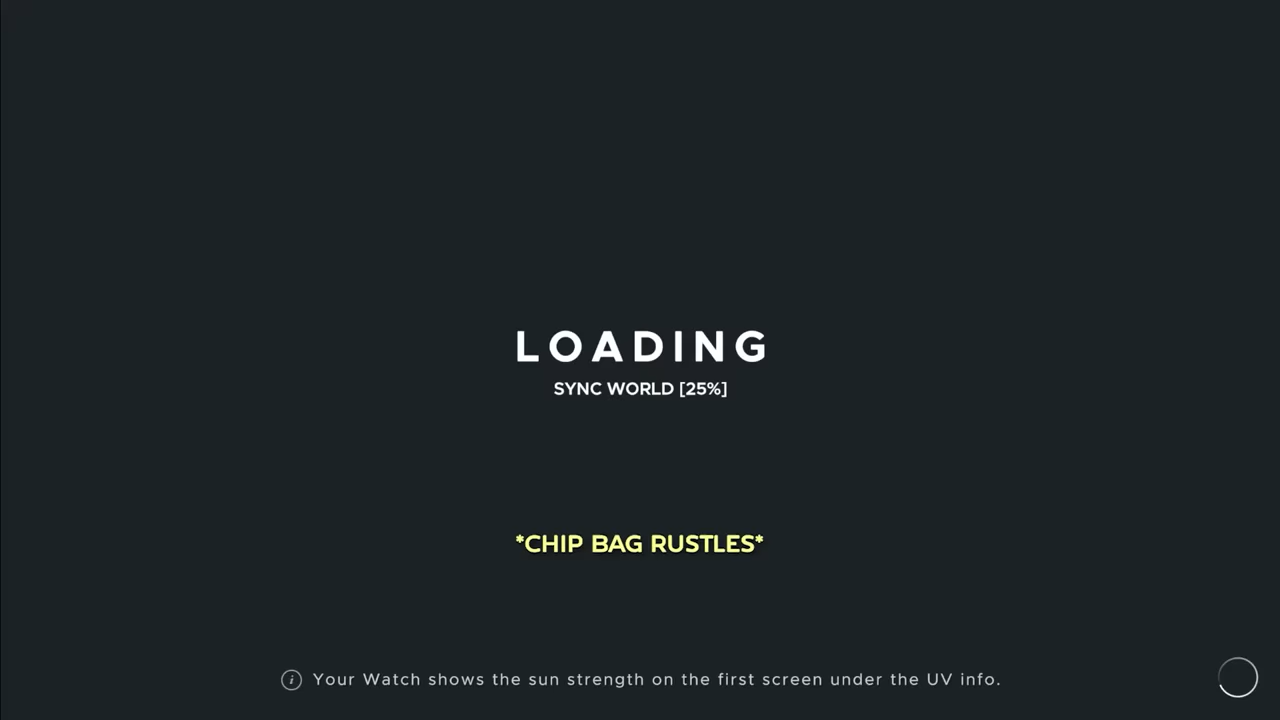 LOADING
SYNC WORLD [25%]
*CHIP BAG RUSTLES*
Your Watch shows the sun strength on the first screen under the UV info.